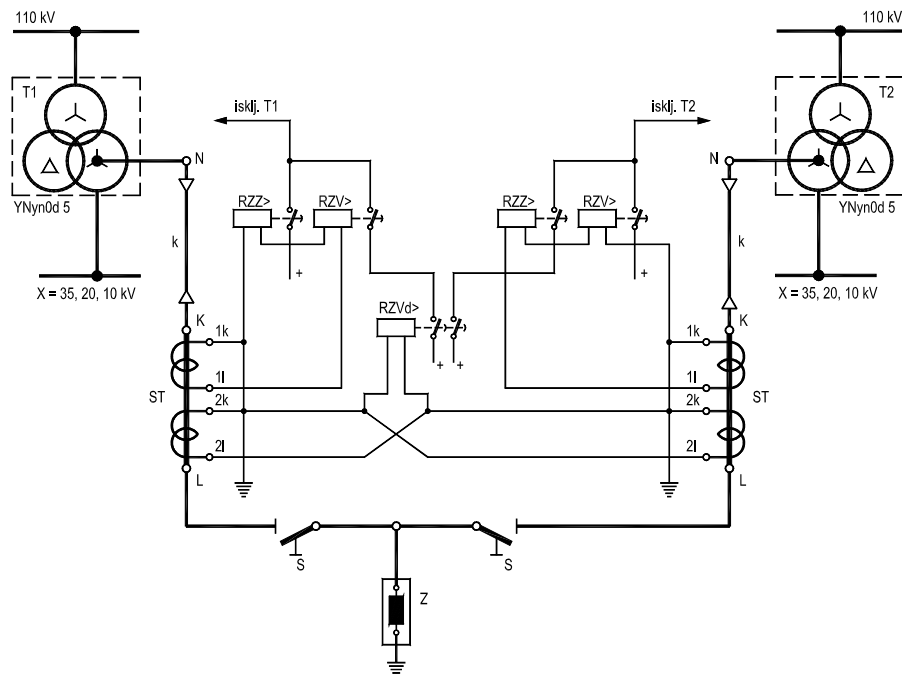 110 kV
110 kV
T1
T2
isklj. T1
isklj. T2
N
N
YNyn0d 5
YNyn0d 5
RZZ>
RZV>
RZZ>
RZV>
k
k
+
+
X = 35, 20, 10 kV
X = 35, 20, 10 kV
RZVd>
K
K
1k
1k
+
+
1l
1l
ST
ST
2k
2k
2l
2l
L
L
S
S
Z